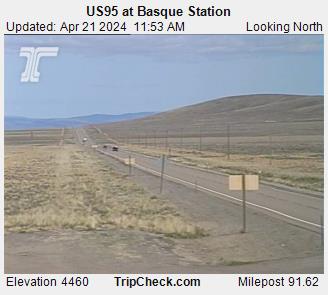 US95 at Basque Station
Updated: Apr 21 2024 11:53 AM Looking North
Elevation 4460 TripCheck.com Milepost 91.62